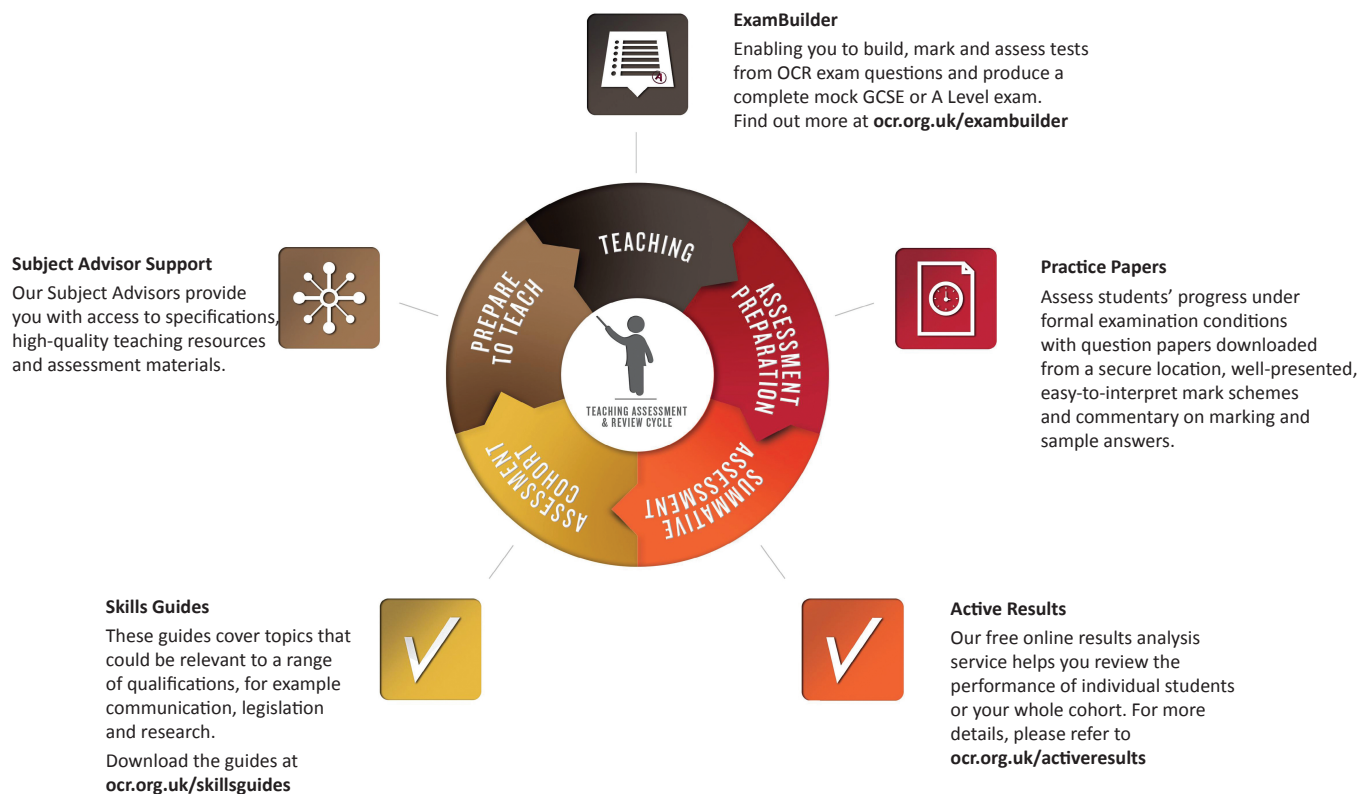 ExamBuilder
Enabling you to build, mark and assess tests
from OCR exam questions and produce a
complete mock GCSE or A Level exam.
Find out more at ocr.org.uk/exambuilder
A
TEACHING
ASSESSMENT
PREPARATION
SUMMATIVE
ASSESSMENT
ASSESSMENT
COHORT
PREPARE
TO TEACH
TEACHING ASSESSMENT
& REVIEW CYCLE
Subject Advisor Support
Our Subject Advisors provide
you with access to specifications,
high-quality teaching resources
and assessment materials.
Practice Papers
Assess students’ progress under
formal examination conditions
with question papers downloaded
from a secure location, well-presented,
easy-to-interpret mark schemes
and commentary on marking and
sample answers.
Skills Guides
These guides cover topics that
could be relevant to a range
of qualifications, for example
communication, legislation
and research.
Download the guides at
ocr.org.uk/skillsguides
Active Results
Our free online results analysis
service helps you review the
performance of individual students
or your whole cohort. For more
details, please refer to
ocr.org.uk/activeresults